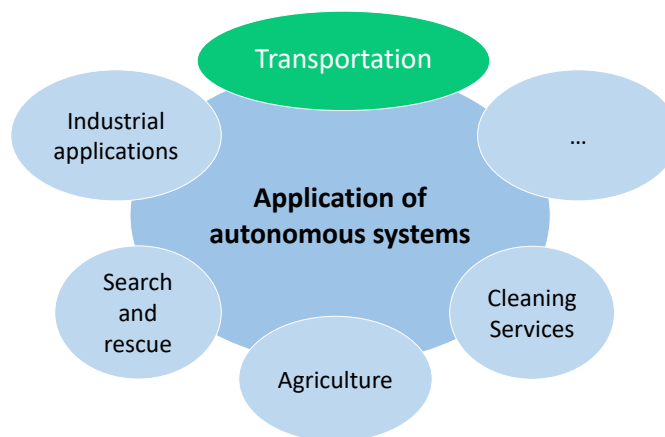 Transportation
Industrial
applications
...
Application of
autonomous systems
Search
and
rescue
Cleaning
Services
Agriculture